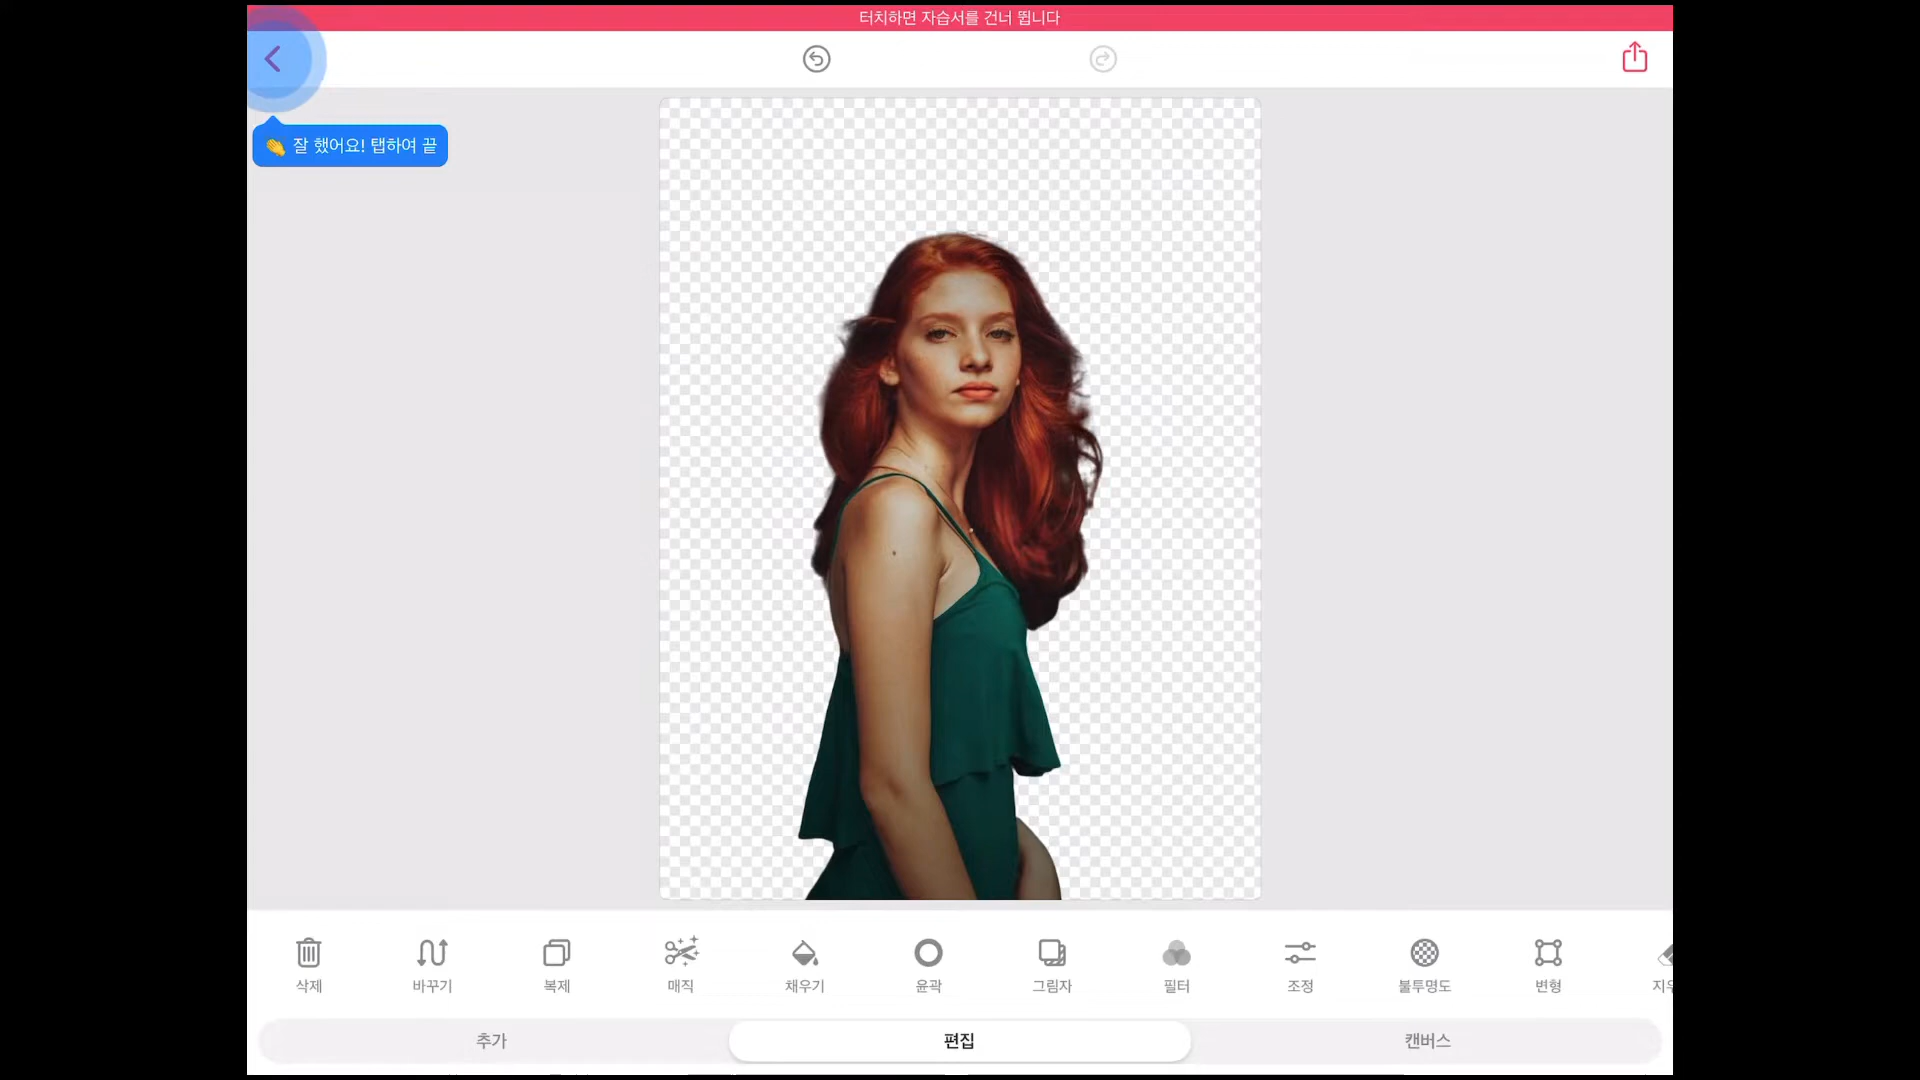 터치하면 자습서를 건너 뜁니다
👏 잘 했어요! 탭하여 끝
삭제
바꾸기
복제
매직
채우기
윤곽
그림자
필터
조정
불투명도
변형
추가
편집
캔버스